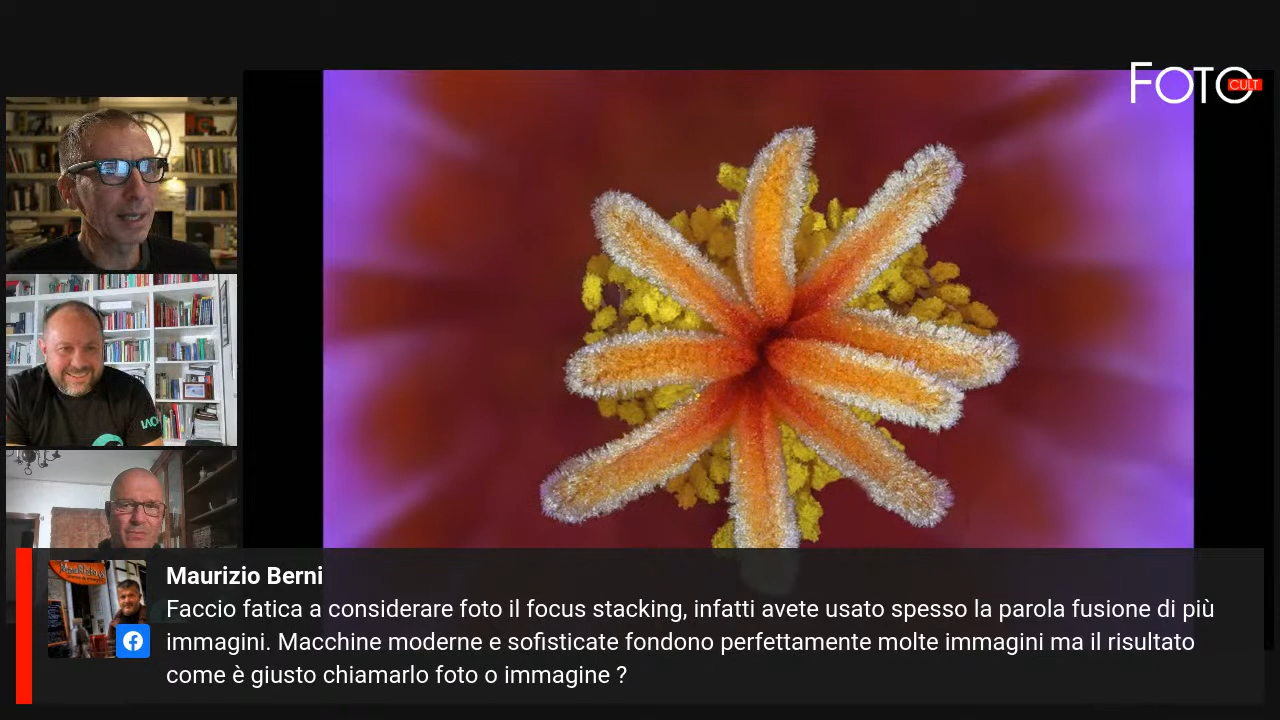 FOTO
CULT
Maurizio Berni
Faccio fatica a considerare foto il focus stacking, infatti avete usato spesso la parola fusione di più
immagini. Macchine moderne e sofisticate fondono perfettamente molte immagini ma il risultato
come è giusto chiamarlo foto o immagine ?